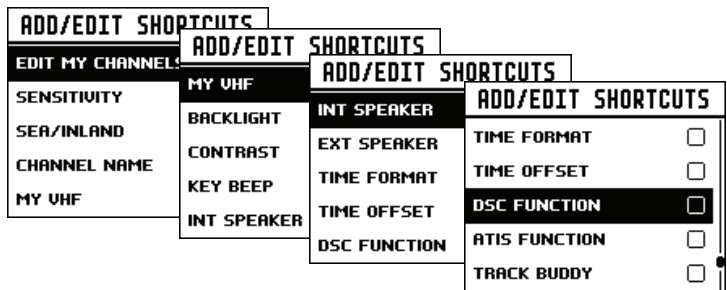 ADD/EDIT SHORTCUTS
EDIT MY CHANNELS
SENSITIVITY
SEA/INLAND
CHANNEL NAME
MY VHF
ADD/EDIT SHORTCUTS
MY VHF
BACKLIGHT
CONTRAST
KEY BEEP
INT SPEAKER
ADD/EDIT SHORTCUTS
INT SPEAKER
EXT SPEAKER
TIME FORMAT
TIME OFFSET
DSC FUNCTION
ADD/EDIT SHORTCUTS
TIME FORMAT
TIME OFFSET
DSC FUNCTION
ATIS FUNCTION
TRACK BUDDY